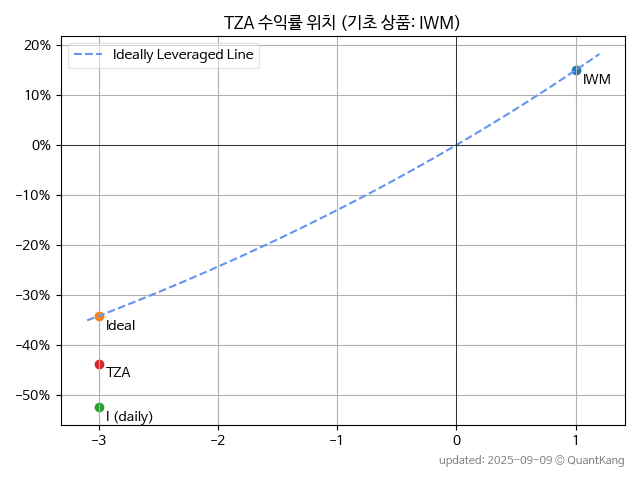 TZA 수익률 위치 (기초 상품: IWM)
20%
10%
0%
−10%
−20%
−30%
−40%
−50%
Ideally Leveraged Line
IWM
Ideal
TZA
I (daily)
−3
−2
−1
0
1
updated: 2025-09-09 © QuantKang